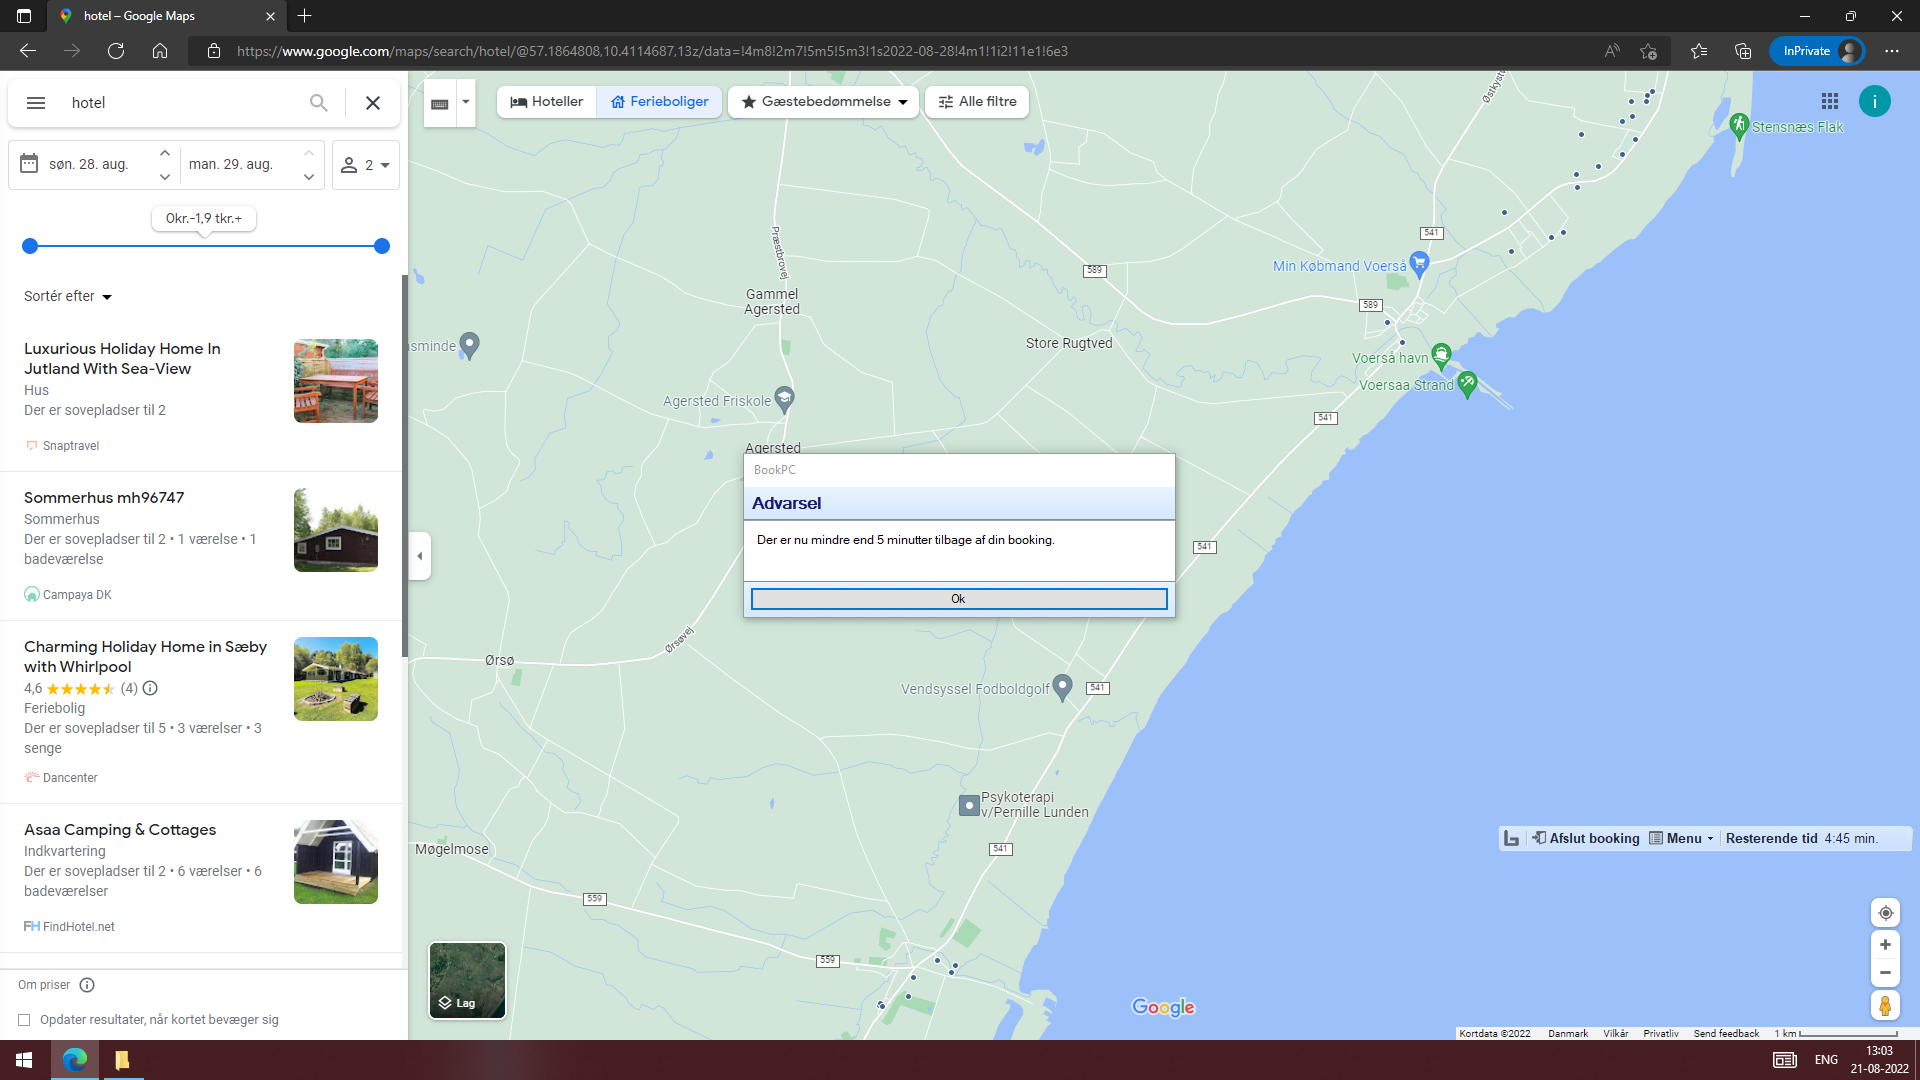 hotel – Google Maps
https://www.google.com/maps/search/hotel/@57.1864808,10.4114687,13z/data=!4m8!2m7!5m5!5m3!1s2022-08-28!4m1!1i2!11e1!6e3
InPrivate
hotel
søn. 28. aug.
man. 29. aug.
2
0kr.-1,9 tkr.+
Sortér efter
Luxurious Holiday Home In
Jutland With Sea-View
Hus
Der er sovepladser til 2
Snaptravel
Sommerhus mh96747
Sommerhus
Der er sovepladser til 2 • 1 værelse • 1
badeværelse
Campaya DK
Charming Holiday Home in Sæby
with Whirlpool
4,6 (4)
Feriebolig
Der er sovepladser til 5 • 3 værelser • 3
senge
Dancenter
Asaa Camping & Cottages
Indkvartering
Der er sovepladser til 2 • 6 værelser • 6
badeværelser
FH FindHotel.net
Om priser
Opdater resultater, når kortet bevæger sig
Hoteller
Ferieboliger
Gæstebedømmelse
Alle filtre
i
Østkystv
Stensnæs Flak
541
Præstbrovej
589
Min Købmand Voerså
Gammel
Agersted
589
Store Rugtved
asminde
Voerså havn
Voersaa Strand
Agersted Friskole
541
Agersted
BookPC
Advarsel
Der er nu mindre end 5 minutter tilbage af din booking.
Ok
541
Ørsøvej
Ørsø
Vendsyssel Fodboldgolf
541
Psykoterapi
v/Pernille Lunden
Møgelmose
541
Afslut booking
Menu
Resterende tid 4:45 min.
559
559
Lag
Google
Kortdata ©2022
Danmark
Vilkår
Privatliv
Send feedback
1 km
ENG
13:03
21-08-2022